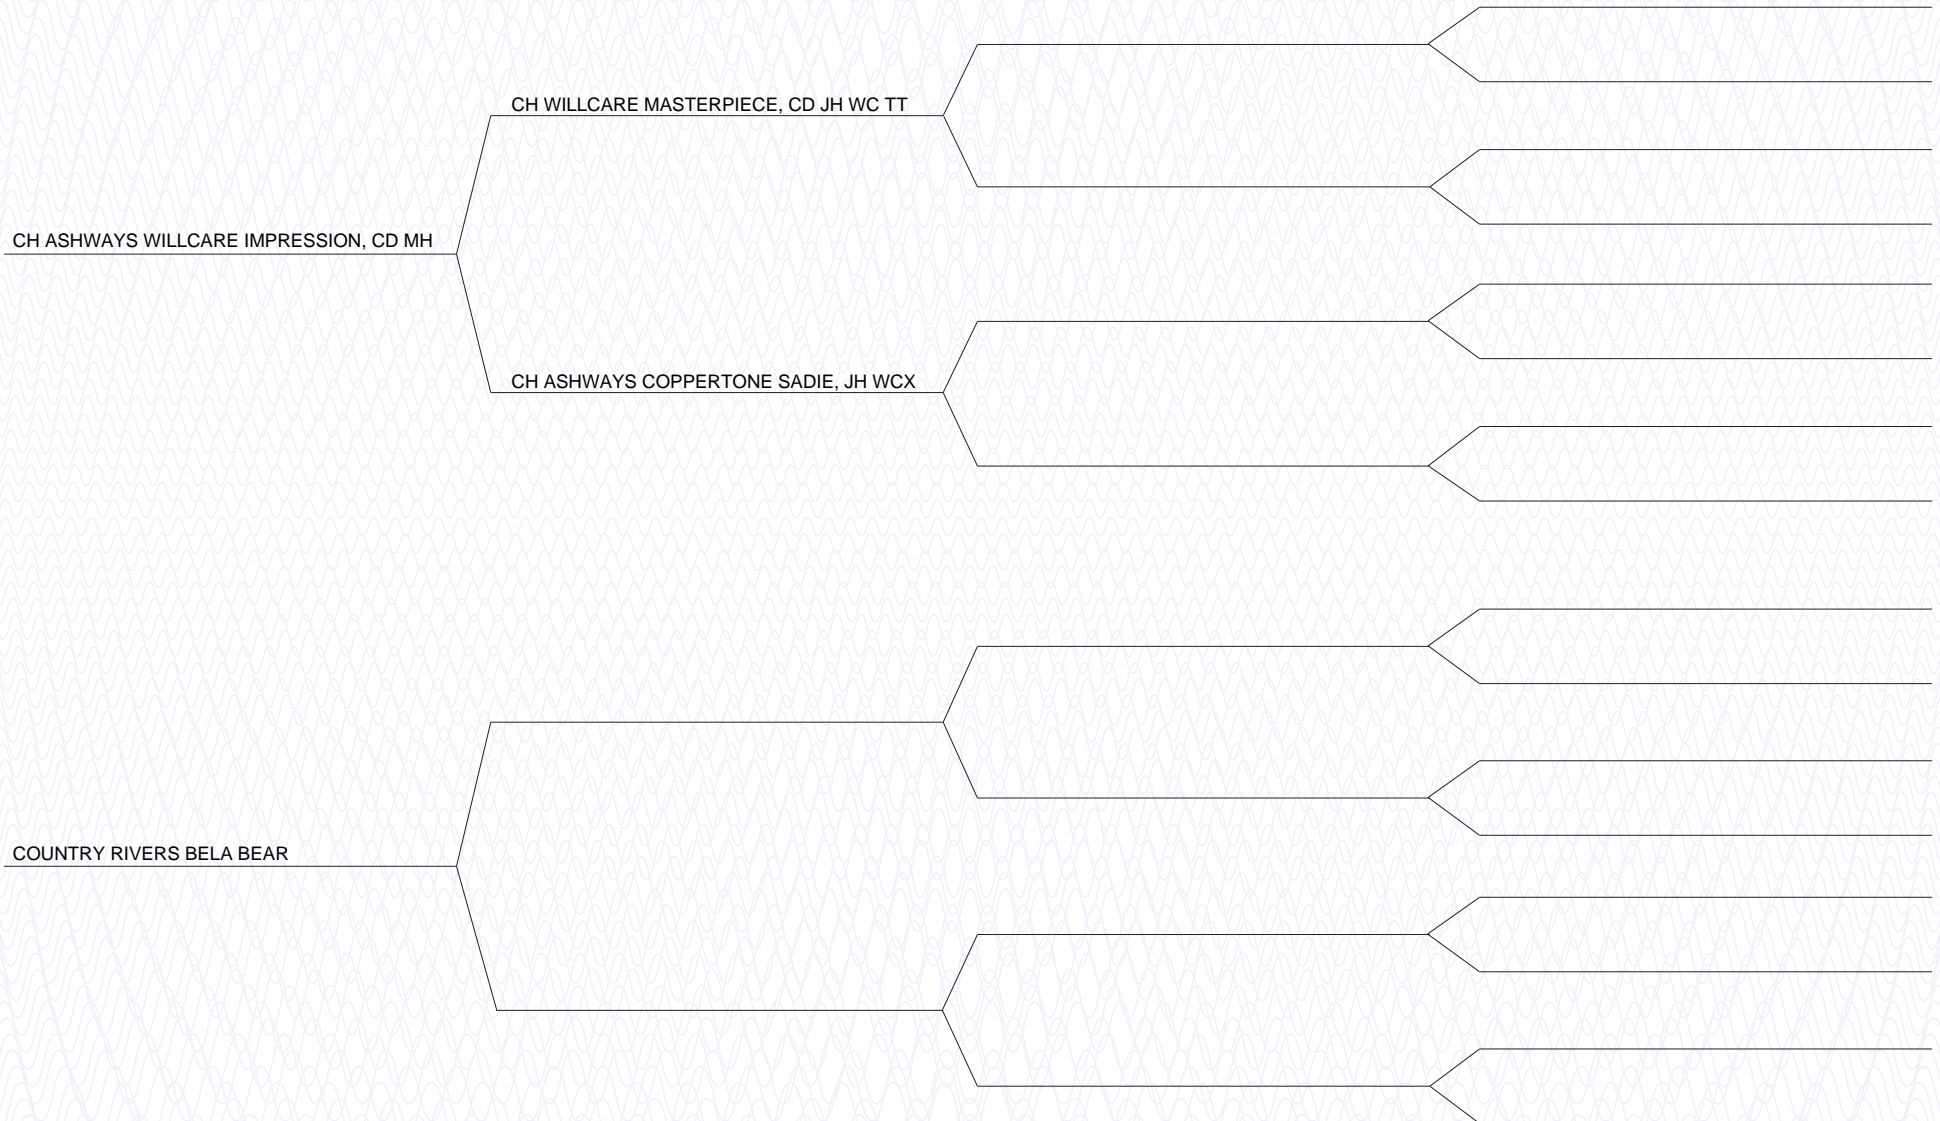 CH WILLCARE MASTERPIECE, CD JH WC TT
CH ASHWAYS WILLCARE IMPRESSION, CD MH
CH ASHWAYS COPPERTONE SADIE, JH WCX
COUNTRY RIVERS BELA BEAR